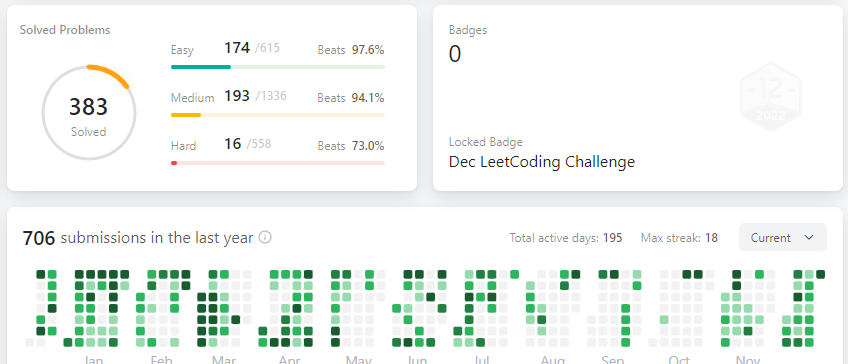 Solved Problems
383
Solved
Easy 174 /615 Beats 97.6%
Medium 193 /1336 Beats 94.1%
Hard 16 /558 Beats 73.0%
Badges
0
12
2022
Locked Badge
Dec LeetCoding Challenge
706 submissions in the last year Total active days: 195 Max streak: 18 Current
Jan Feb Mar Apr May Jun Jul Aug Sep Oct Nov